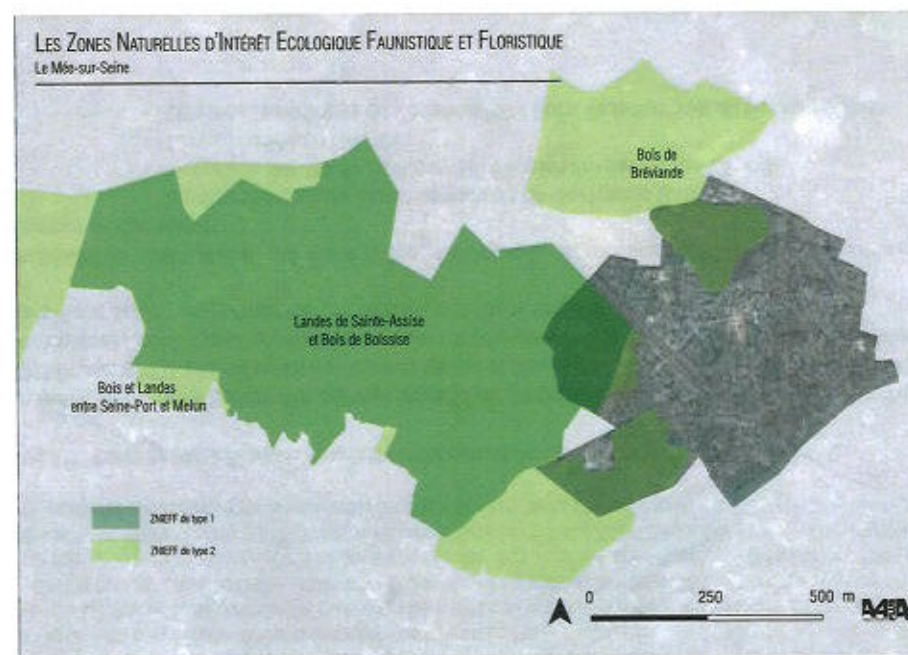 LES ZONES NATURELLES D'INTÉRÊT ECOLOGIQUE FAUNISTIQUE ET FLORISTIQUE
Le Mée-sur-Seine
Bois de
Bréviande
Landes de Sainte-Assise
et Bois de Boissise
Bois et Landes
entre Seine-Port et Melun
ZNIEFF de type 1
ZNIEFF de type 2
0 250 500 m